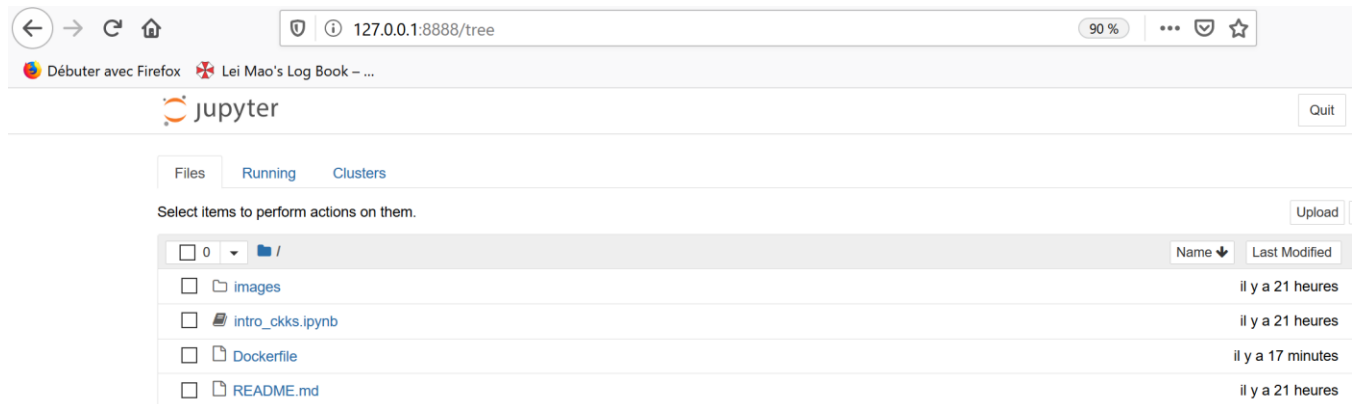 127.0.0.1:8888/tree 90 %
Débuter avec Firefox Lei Mao's Log Book – ...
jupyter Quit
Files Running Clusters
Select items to perform actions on them. Upload
0 / Name Last Modified
images il y a 21 heures
intro_ckks.ipynb il y a 21 heures
Dockerfile il y a 17 minutes
README.md il y a 21 heures